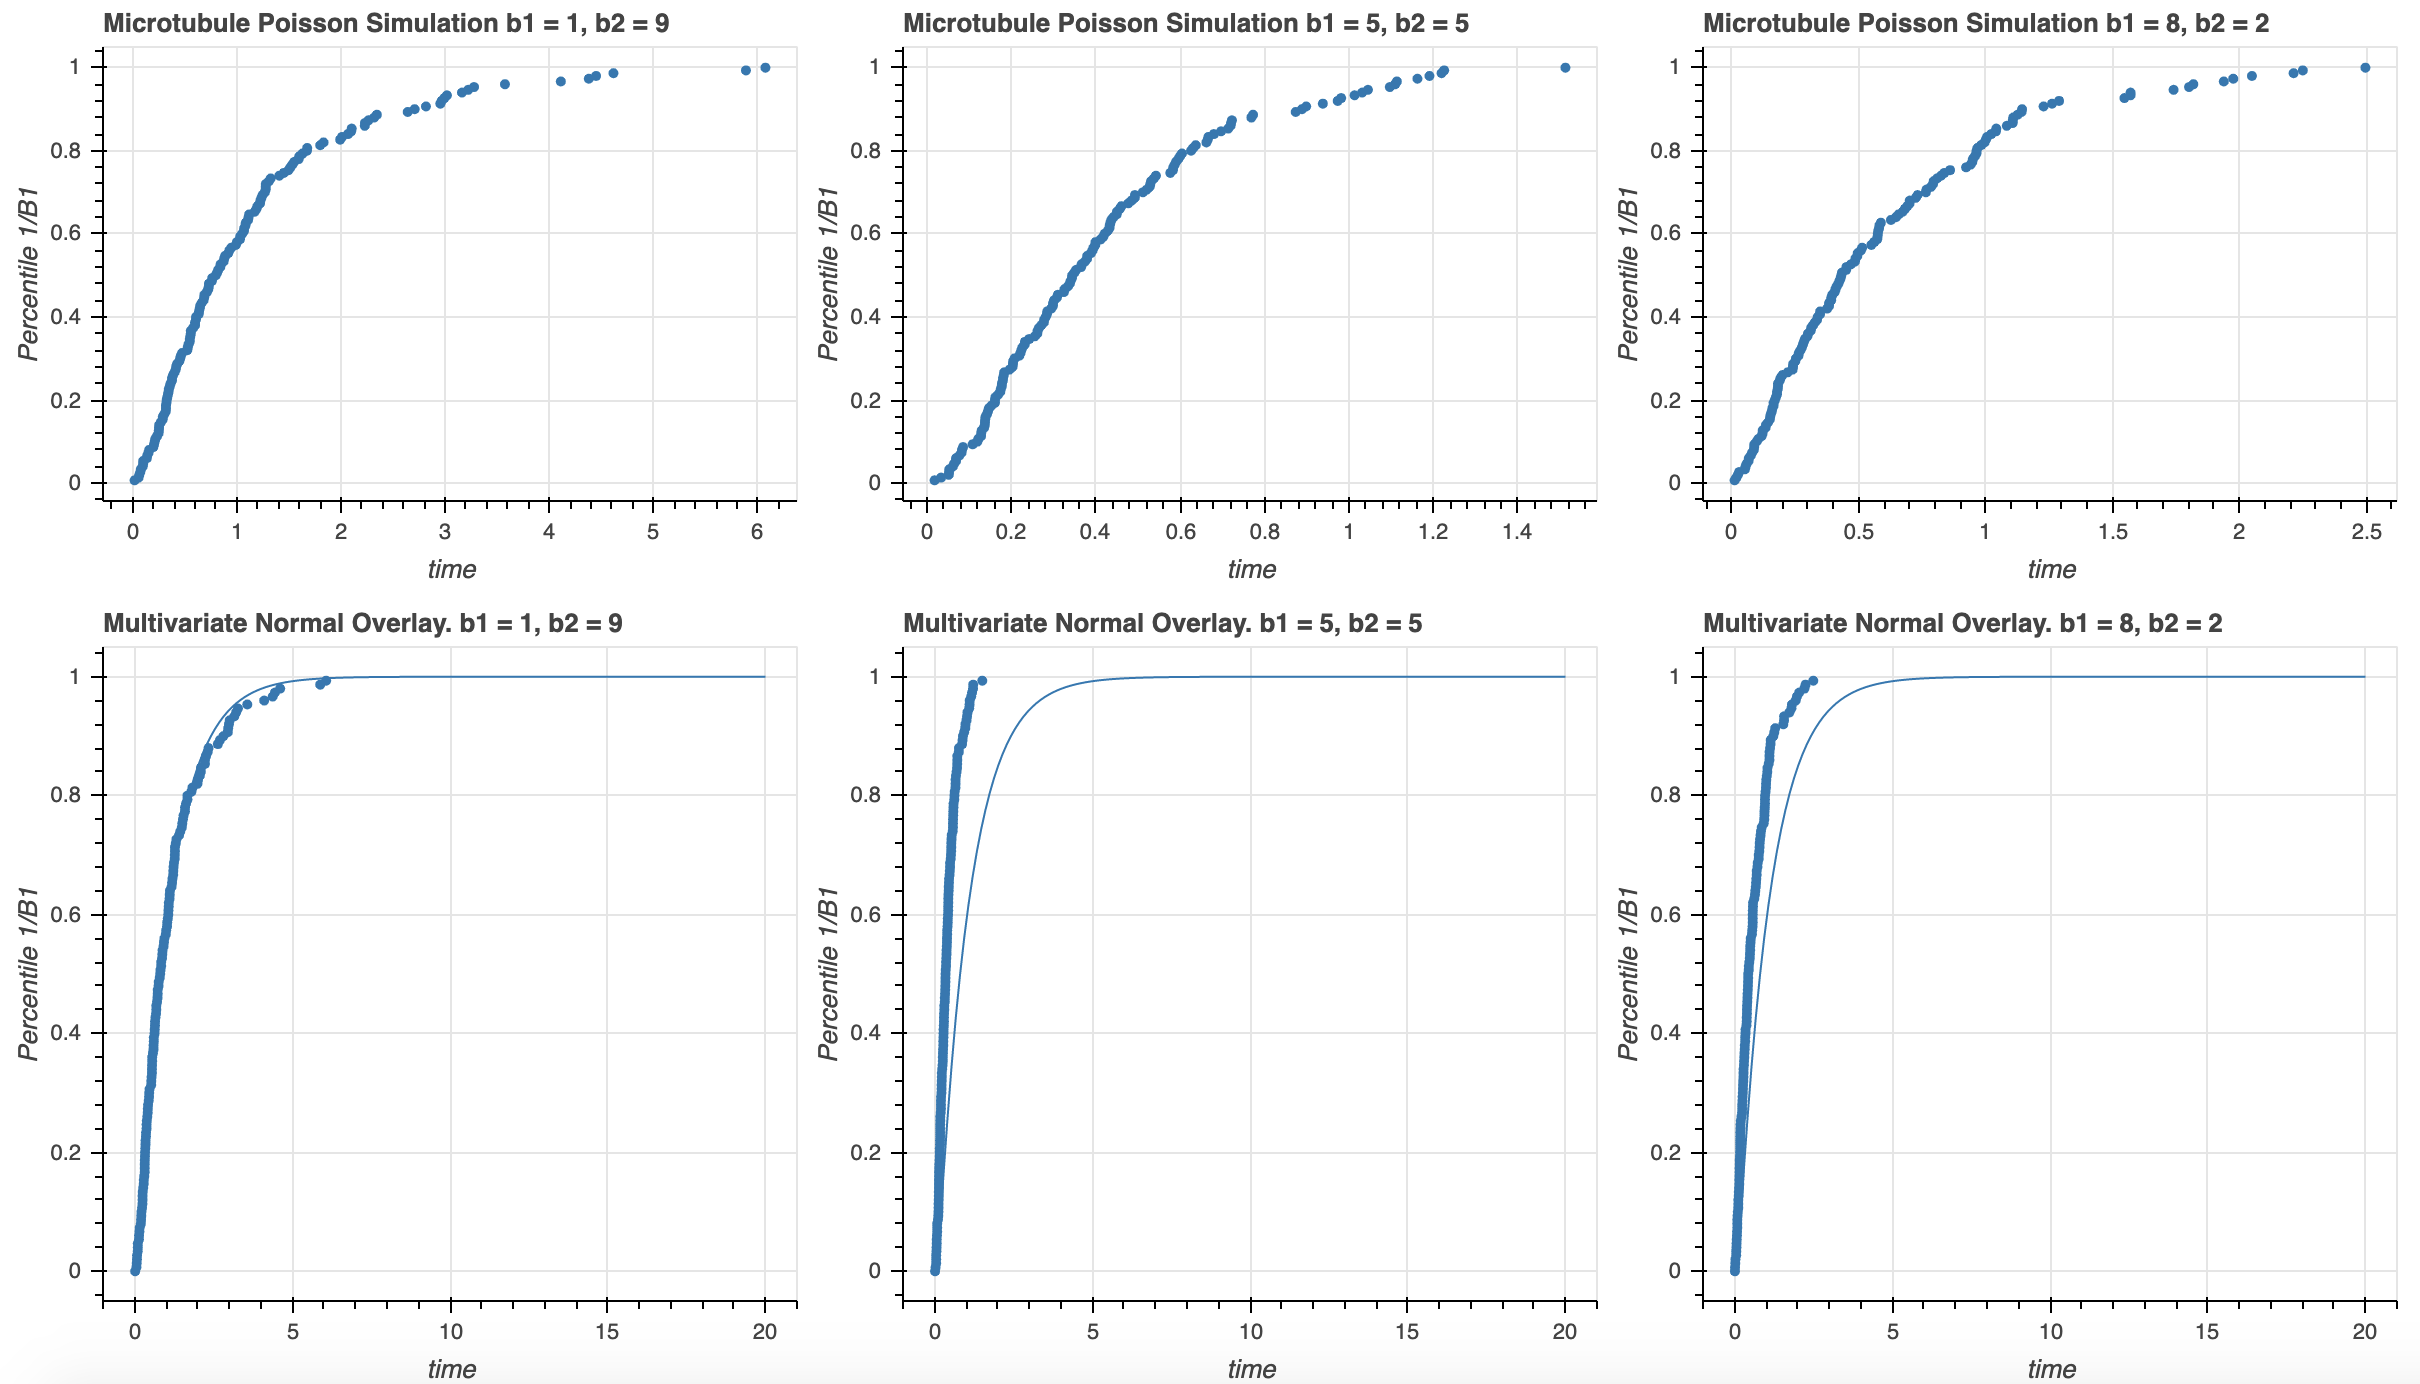 Microtubule Poisson Simulation b1 = 1, b2 = 9
1
0.8
0.6
0.4
0.2
0
Percentile 1/B1
0 1 2 3 4 5 6
time
Microtubule Poisson Simulation b1 = 5, b2 = 5
1
0.8
0.6
0.4
0.2
0
Percentile 1/B1
0 0.2 0.4 0.6 0.8 1 1.2 1.4
time
Microtubule Poisson Simulation b1 = 8, b2 = 2
1
0.8
0.6
0.4
0.2
0
Percentile 1/B1
0 0.5 1 1.5 2 2.5
time
Multivariate Normal Overlay. b1 = 1, b2 = 9
1
0.8
0.6
0.4
0.2
0
Percentile 1/B1
0 5 10 15 20
time
Multivariate Normal Overlay. b1 = 5, b2 = 5
1
0.8
0.6
0.4
0.2
0
Percentile 1/B1
0 5 10 15 20
time
Multivariate Normal Overlay. b1 = 8, b2 = 2
1
0.8
0.6
0.4
0.2
0
Percentile 1/B1
0 5 10 15 20
time